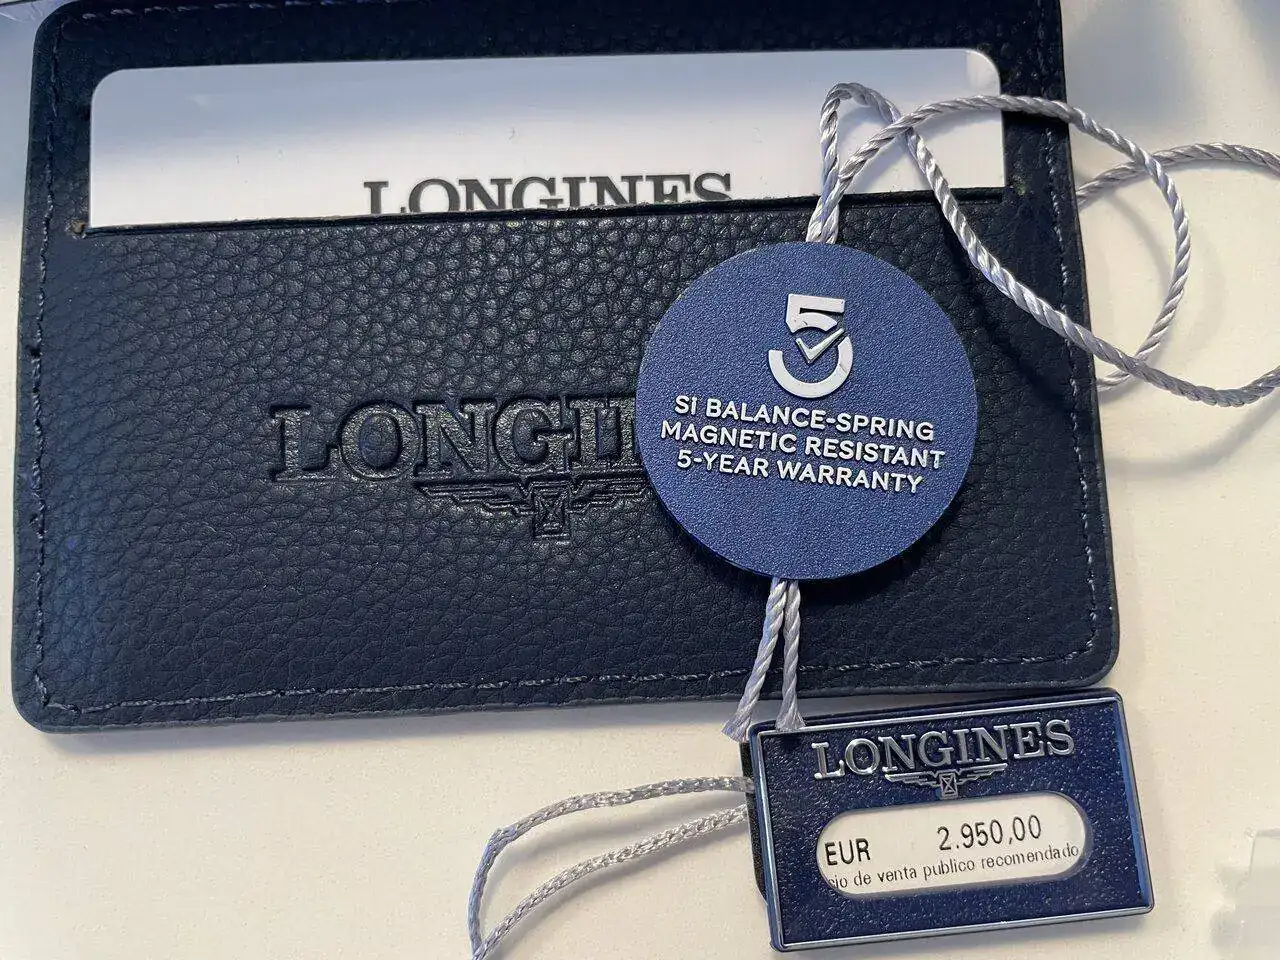 LONGINES
LONGI
5
Si BALANCE-SPRING
MAGNETIC RESISTANT
5-YEAR WARRANTY
LONGINES
EUR 2.950,00
cio de venta publico recomendado